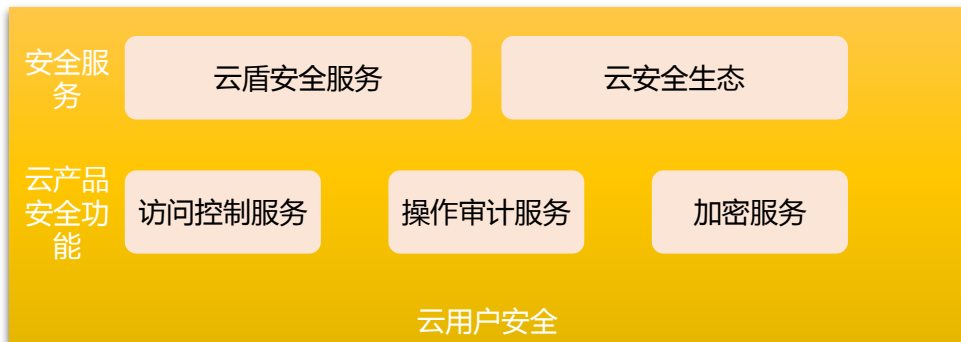 安全服
务
云盾安全服务
云安全生态
云产品
安全功
能
访问控制服务
操作审计服务
加密服务
云用户安全